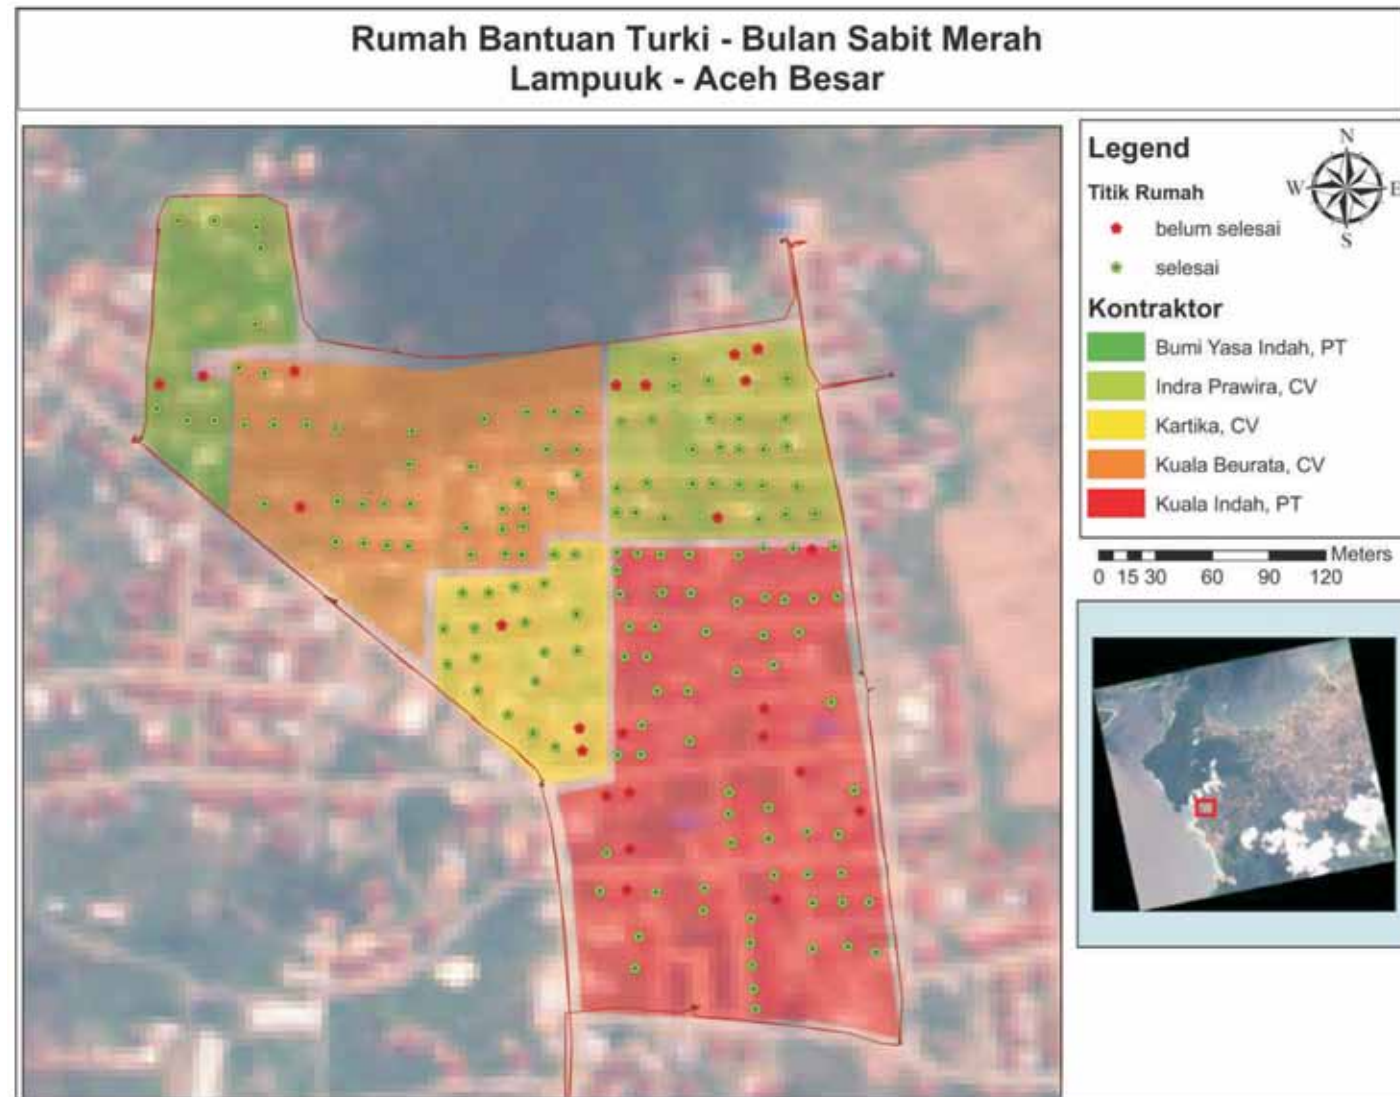 Rumah Bantuan Turki - Bulan Sabit Merah
Lampuuk - Aceh Besar
Legend
N
W
E
S
Titik Rumah
belum selesai
selesai
Kontraktor
Bumi Yasa Indah, PT
Indra Prawira, CV
Kartika, CV
Kuala Beurata, CV
Kuala Indah, PT
Meters
0 15 30 60 90 120